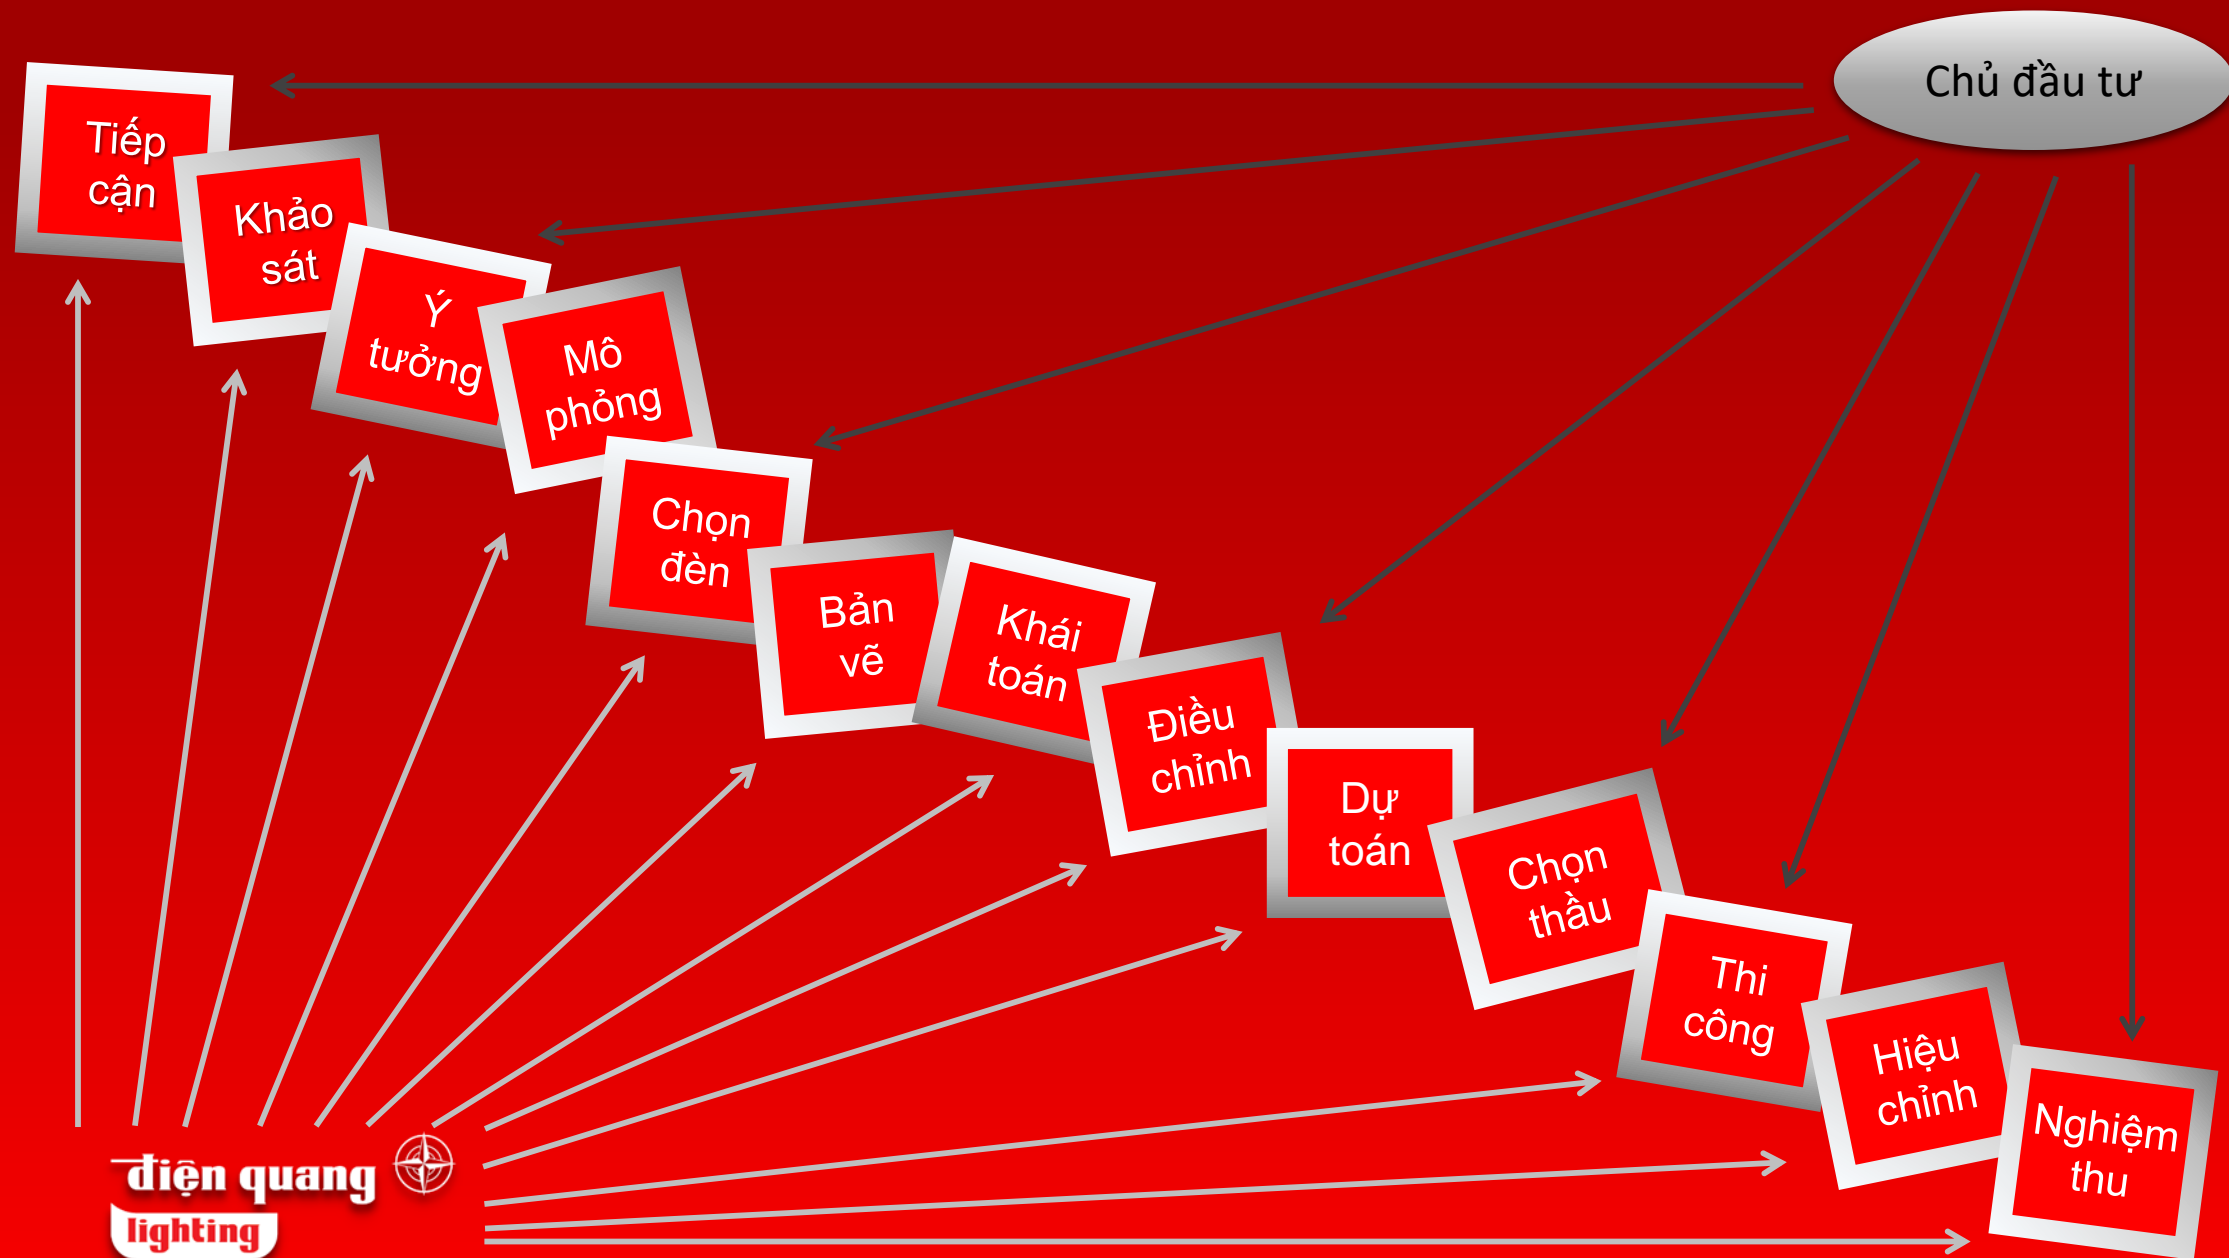 Chủ đầu tư
Tiếp
cận
Khảo
sát
Ý
tưởng
Mô
phỏng
Chọn
đèn
Bản
vẽ
Khái
toán
Điều
chỉnh
Dự
toán
Chọn
thầu
Thi
công
Hiệu
chỉnh
Nghiệm
thu
điện quang
lighting